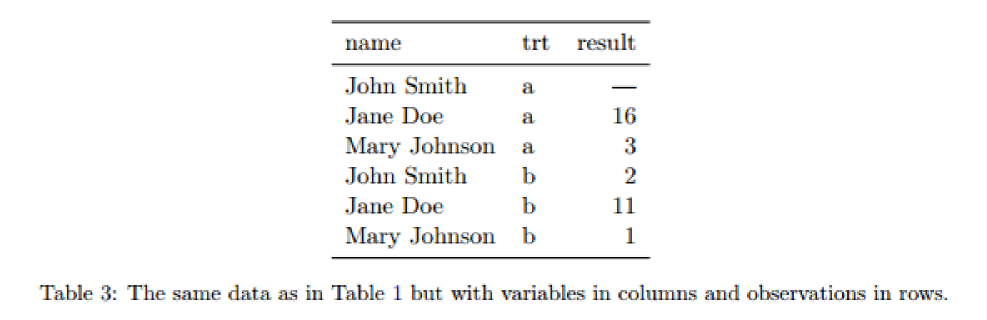 name trt result
John Smith a —
Jane Doe a 16
Mary Johnson a 3
John Smith b 2
Jane Doe b 11
Mary Johnson b 1
Table 3: The same data as in Table 1 but with variables in columns and observations in rows.